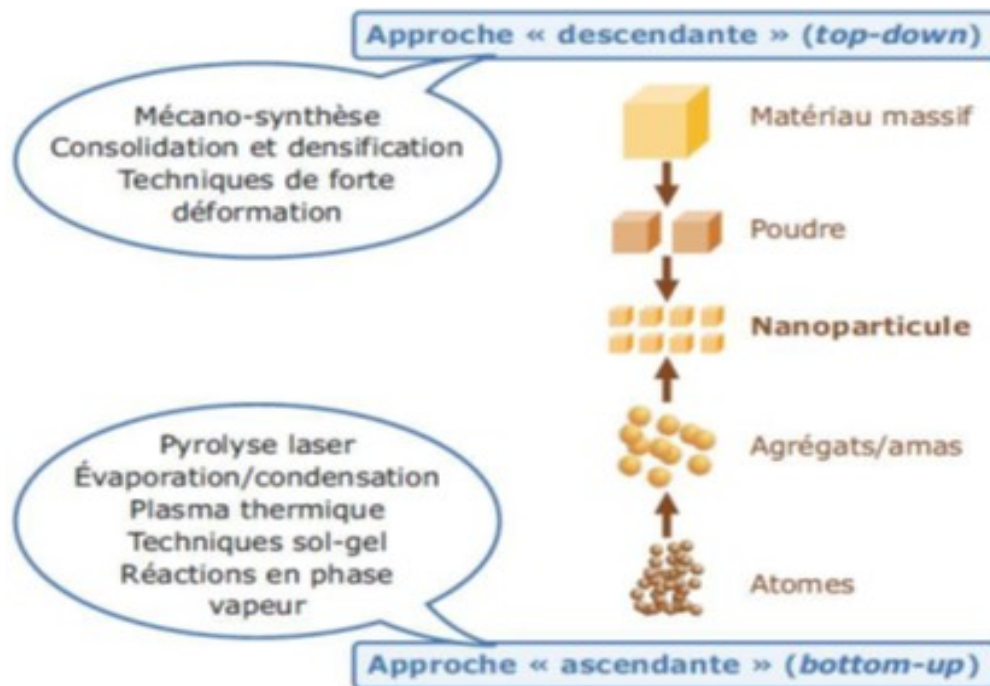 Approche « descendante » (top-down)
Mécano-synthèse
Consolidation et densification
Techniques de forte
déformation
Matériau massif
Poudre
Nanoparticule
Agrégats/amas
Atomes
Pyrolyse laser
Évaporation/condensation
Plasma thermique
Techniques sol-gel
Réactions en phase
vapeur
Approche « ascendante » (bottom-up)